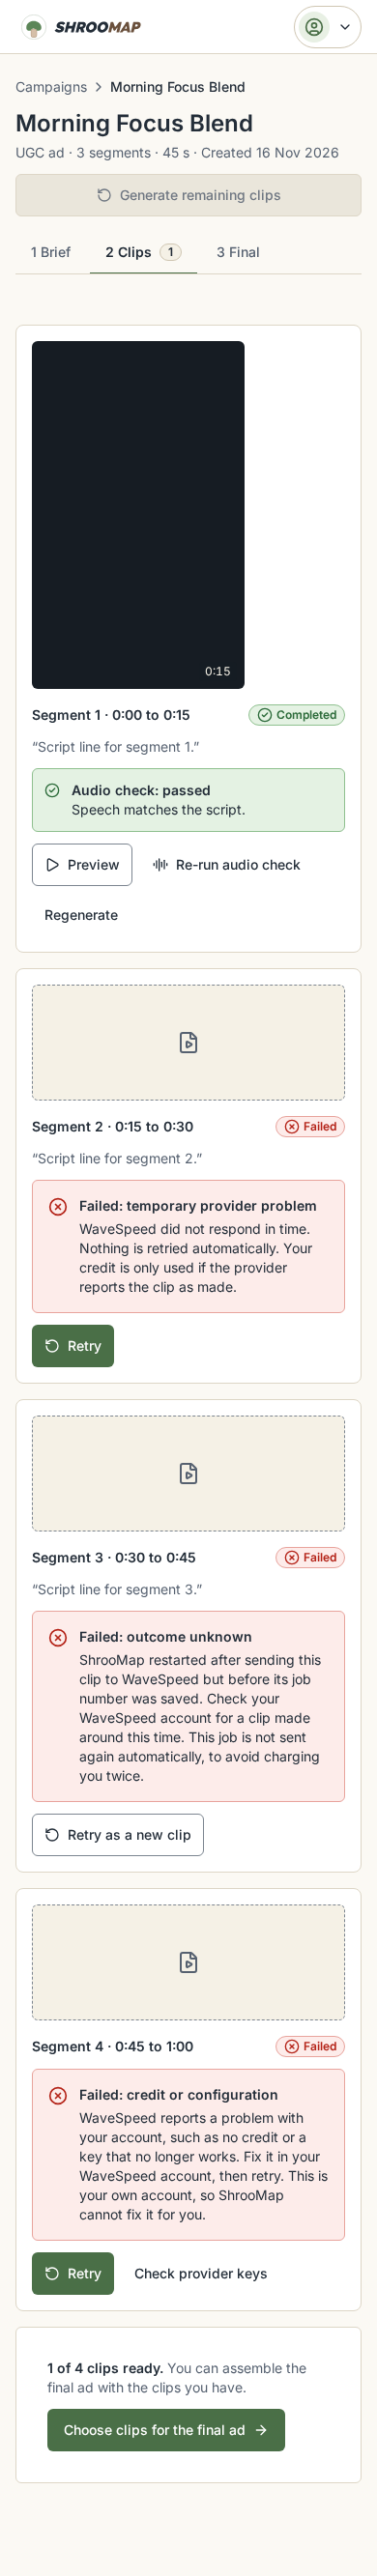 SHROOMAP
Campaigns > Morning Focus Blend
Morning Focus Blend
UGC ad · 3 segments · 45 s · Created 16 Nov 2026
Generate remaining clips
1 Brief 2 Clips 1 3 Final
0:15
Segment 1 · 0:00 to 0:15 Completed
“Script line for segment 1.”
Audio check: passed
Speech matches the script.
Preview Re-run audio check
Regenerate
Segment 2 · 0:15 to 0:30 Failed
“Script line for segment 2.”
Failed: temporary provider problem
WaveSpeed did not respond in time.
Nothing is retried automatically. Your
credit is only used if the provider
reports the clip as made.
Retry
Segment 3 · 0:30 to 0:45 Failed
“Script line for segment 3.”
Failed: outcome unknown
ShrooMap restarted after sending this
clip to WaveSpeed but before its job
number was saved. Check your
WaveSpeed account for a clip made
around this time. This job is not sent
again automatically, to avoid charging
you twice.
Retry as a new clip
Segment 4 · 0:45 to 1:00 Failed
Failed: credit or configuration
WaveSpeed reports a problem with
your account, such as no credit or a
key that no longer works. Fix it in your
WaveSpeed account, then retry. This is
your own account, so ShrooMap
cannot fix it for you.
Retry Check provider keys
1 of 4 clips ready. You can assemble the
final ad with the clips you have.
Choose clips for the final ad